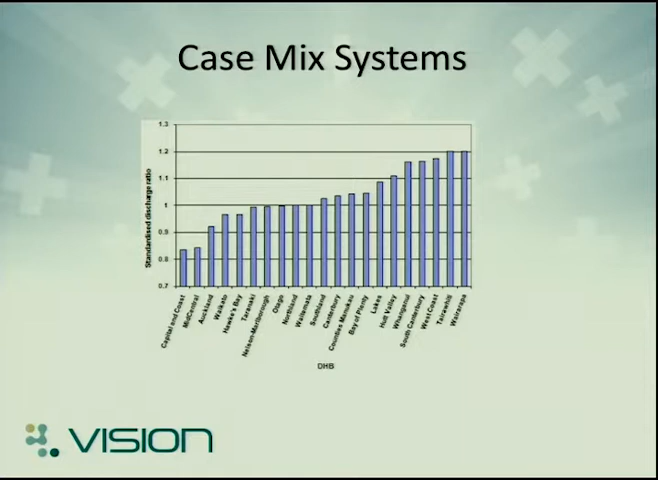 Case Mix Systems
1.3
1.2
1.1
1
0.9
0.8
0.7
Standardised discharge ratio
Capital and Coast
MidCentral
Auckland
Waikato
Hawke's Bay
Taranaki
Nelson Marlborough
Otago
Northland
Waitemata
Southland
Canterbury
Counties Manukau
Bay of Plenty
Lakes
Hutt Valley
Whanganui
South Canterbury
West Coast
Tairawhiti
Wairarapa
DHB
VISION